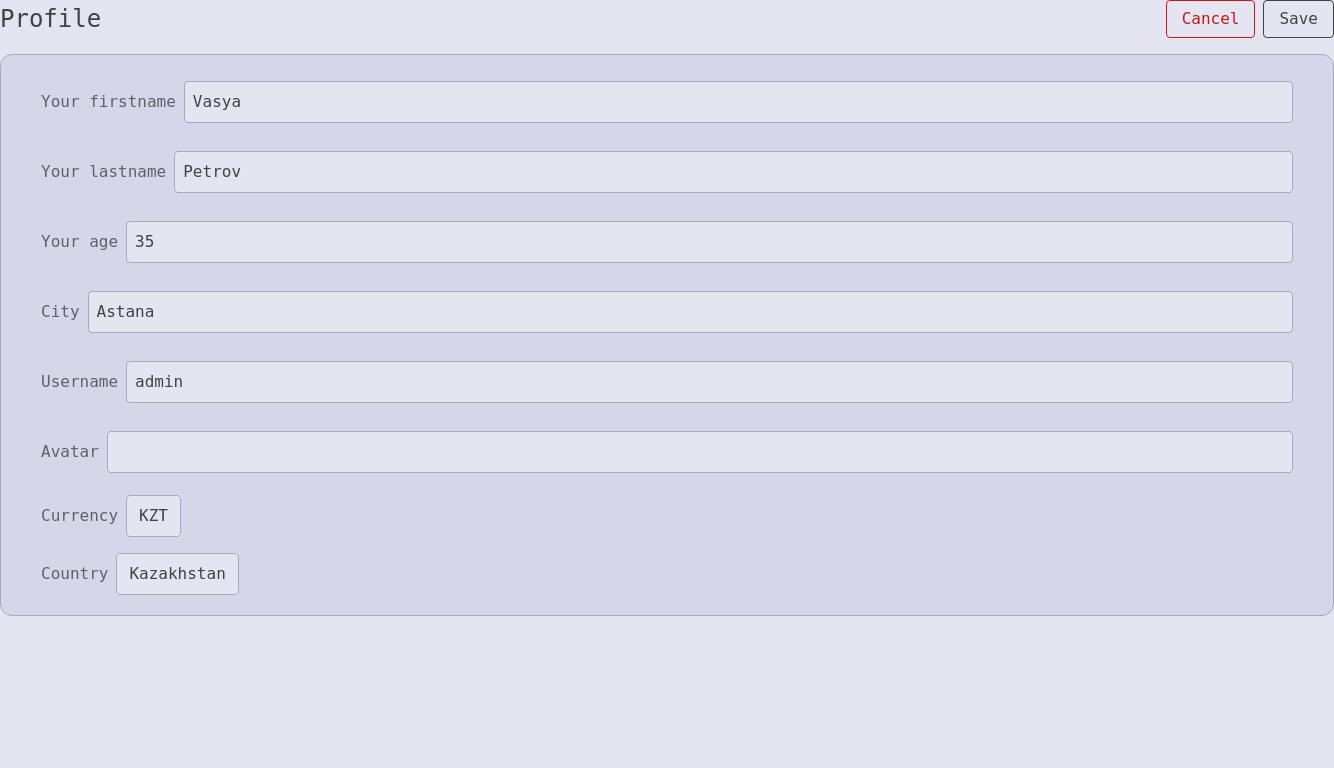 Profile Cancel Save
Your firstname Vasya
Your lastname Petrov
Your age 35
City Astana
Username admin
Avatar
Currency KZT
Country Kazakhstan